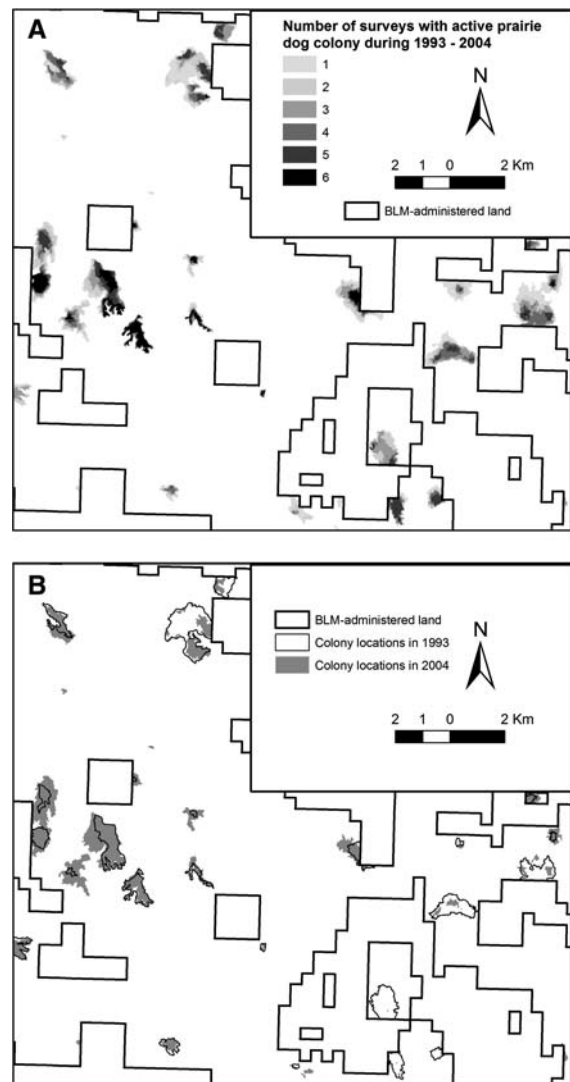 A
Number of surveys with active prairie
dog colony during 1993 - 2004
1
2
3
4
5
6
N
2 1 0 2 Km
BLM-administered land
B
BLM-administered land
Colony locations in 1993
Colony locations in 2004
N
2 1 0 2 Km